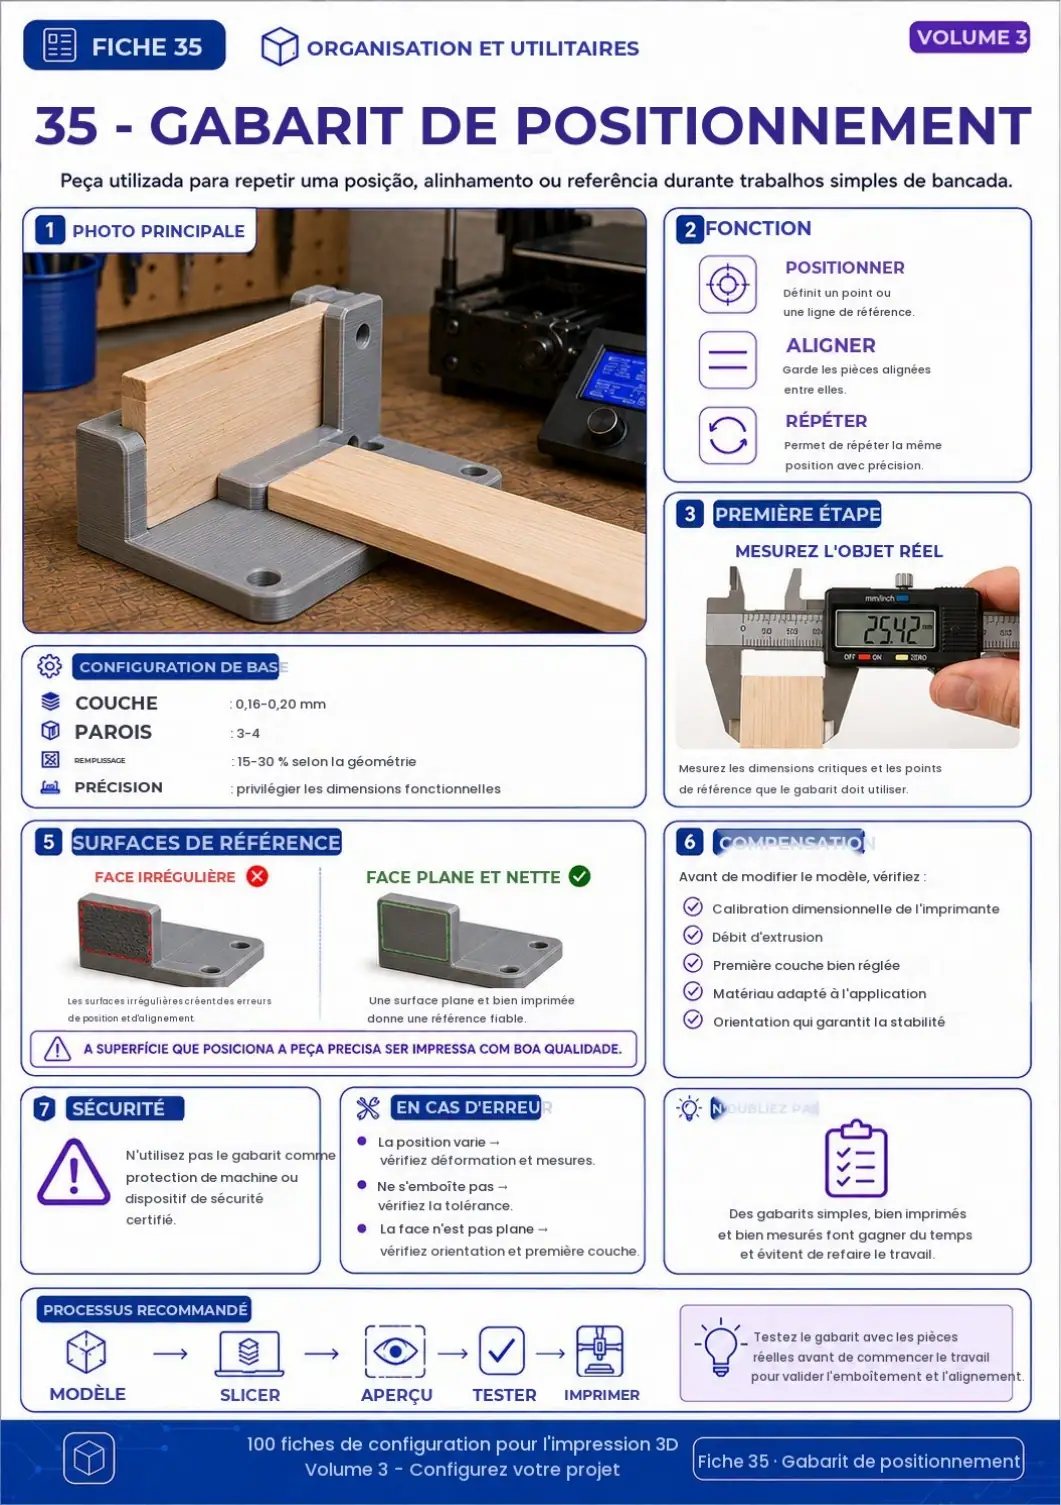 FICHE 35
ORGANISATION ET UTILITAIRES
VOLUME 3
35 - GABARIT DE POSITIONNEMENT
Peça utilizada para repetir uma posição, alinhamento ou referência durante trabalhos simples de bancada.
1 PHOTO PRINCIPALE
2 FONCTION
POSITIONNER
Définit un point ou
une ligne de référence.
ALIGNER
Garde les pièces alignées
entre elles.
RÉPÉTER
Permet de répéter la même
position avec précision.
3 PREMIÈRE ÉTAPE
MESUREZ L'OBJET RÉEL
mm/inch
25.42 mm
OFF ON ZERO
Mesurez les dimensions critiques et les points
de référence que le gabarit doit utiliser.
CONFIGURATION DE BASE
COUCHE : 0,16-0,20 mm
PAROIS : 3-4
REMPLISSAGE : 15-30 % selon la géométrie
PRÉCISION : privilégier les dimensions fonctionnelles
5 SURFACES DE RÉFÉRENCE
FACE IRRÉGULIÈRE
Les surfaces irrégulières créent des erreurs
de position et d'alignement.
FACE PLANE ET NETTE
Une surface plane et bien imprimée
donne une référence fiable.
A SUPERFÍCIE QUE POSICIONA A PEÇA PRECISA SER IMPRESSA COM BOA QUALIDADE.
6 COMPENSATION
Avant de modifier le modèle, vérifiez :
Calibration dimensionnelle de l'imprimante
Débit d'extrusion
Première couche bien réglée
Matériau adapté à l'application
Orientation qui garantit la stabilité
7 SÉCURITÉ
N'utilisez pas le gabarit comme
protection de machine ou
dispositif de sécurité
certifié.
EN CAS D'ERREUR
La position varie →
vérifiez déformation et mesures.
Ne s'emboîte pas →
vérifiez la tolérance.
La face n'est pas plane →
vérifiez orientation et première couche.
N'OUBLIEZ PAS
Des gabarits simples, bien imprimés
et bien mesurés font gagner du temps
et évitent de refaire le travail.
PROCESSUS RECOMMANDÉ
MODÈLE → SLICER → APERÇU → TESTER → IMPRIMER
Testez le gabarit avec les pièces
réelles avant de commencer le travail
pour valider l'emboîtement et l'alignement.
100 fiches de configuration pour l'impression 3D
Volume 3 - Configurez votre projet
Fiche 35 · Gabarit de positionnement